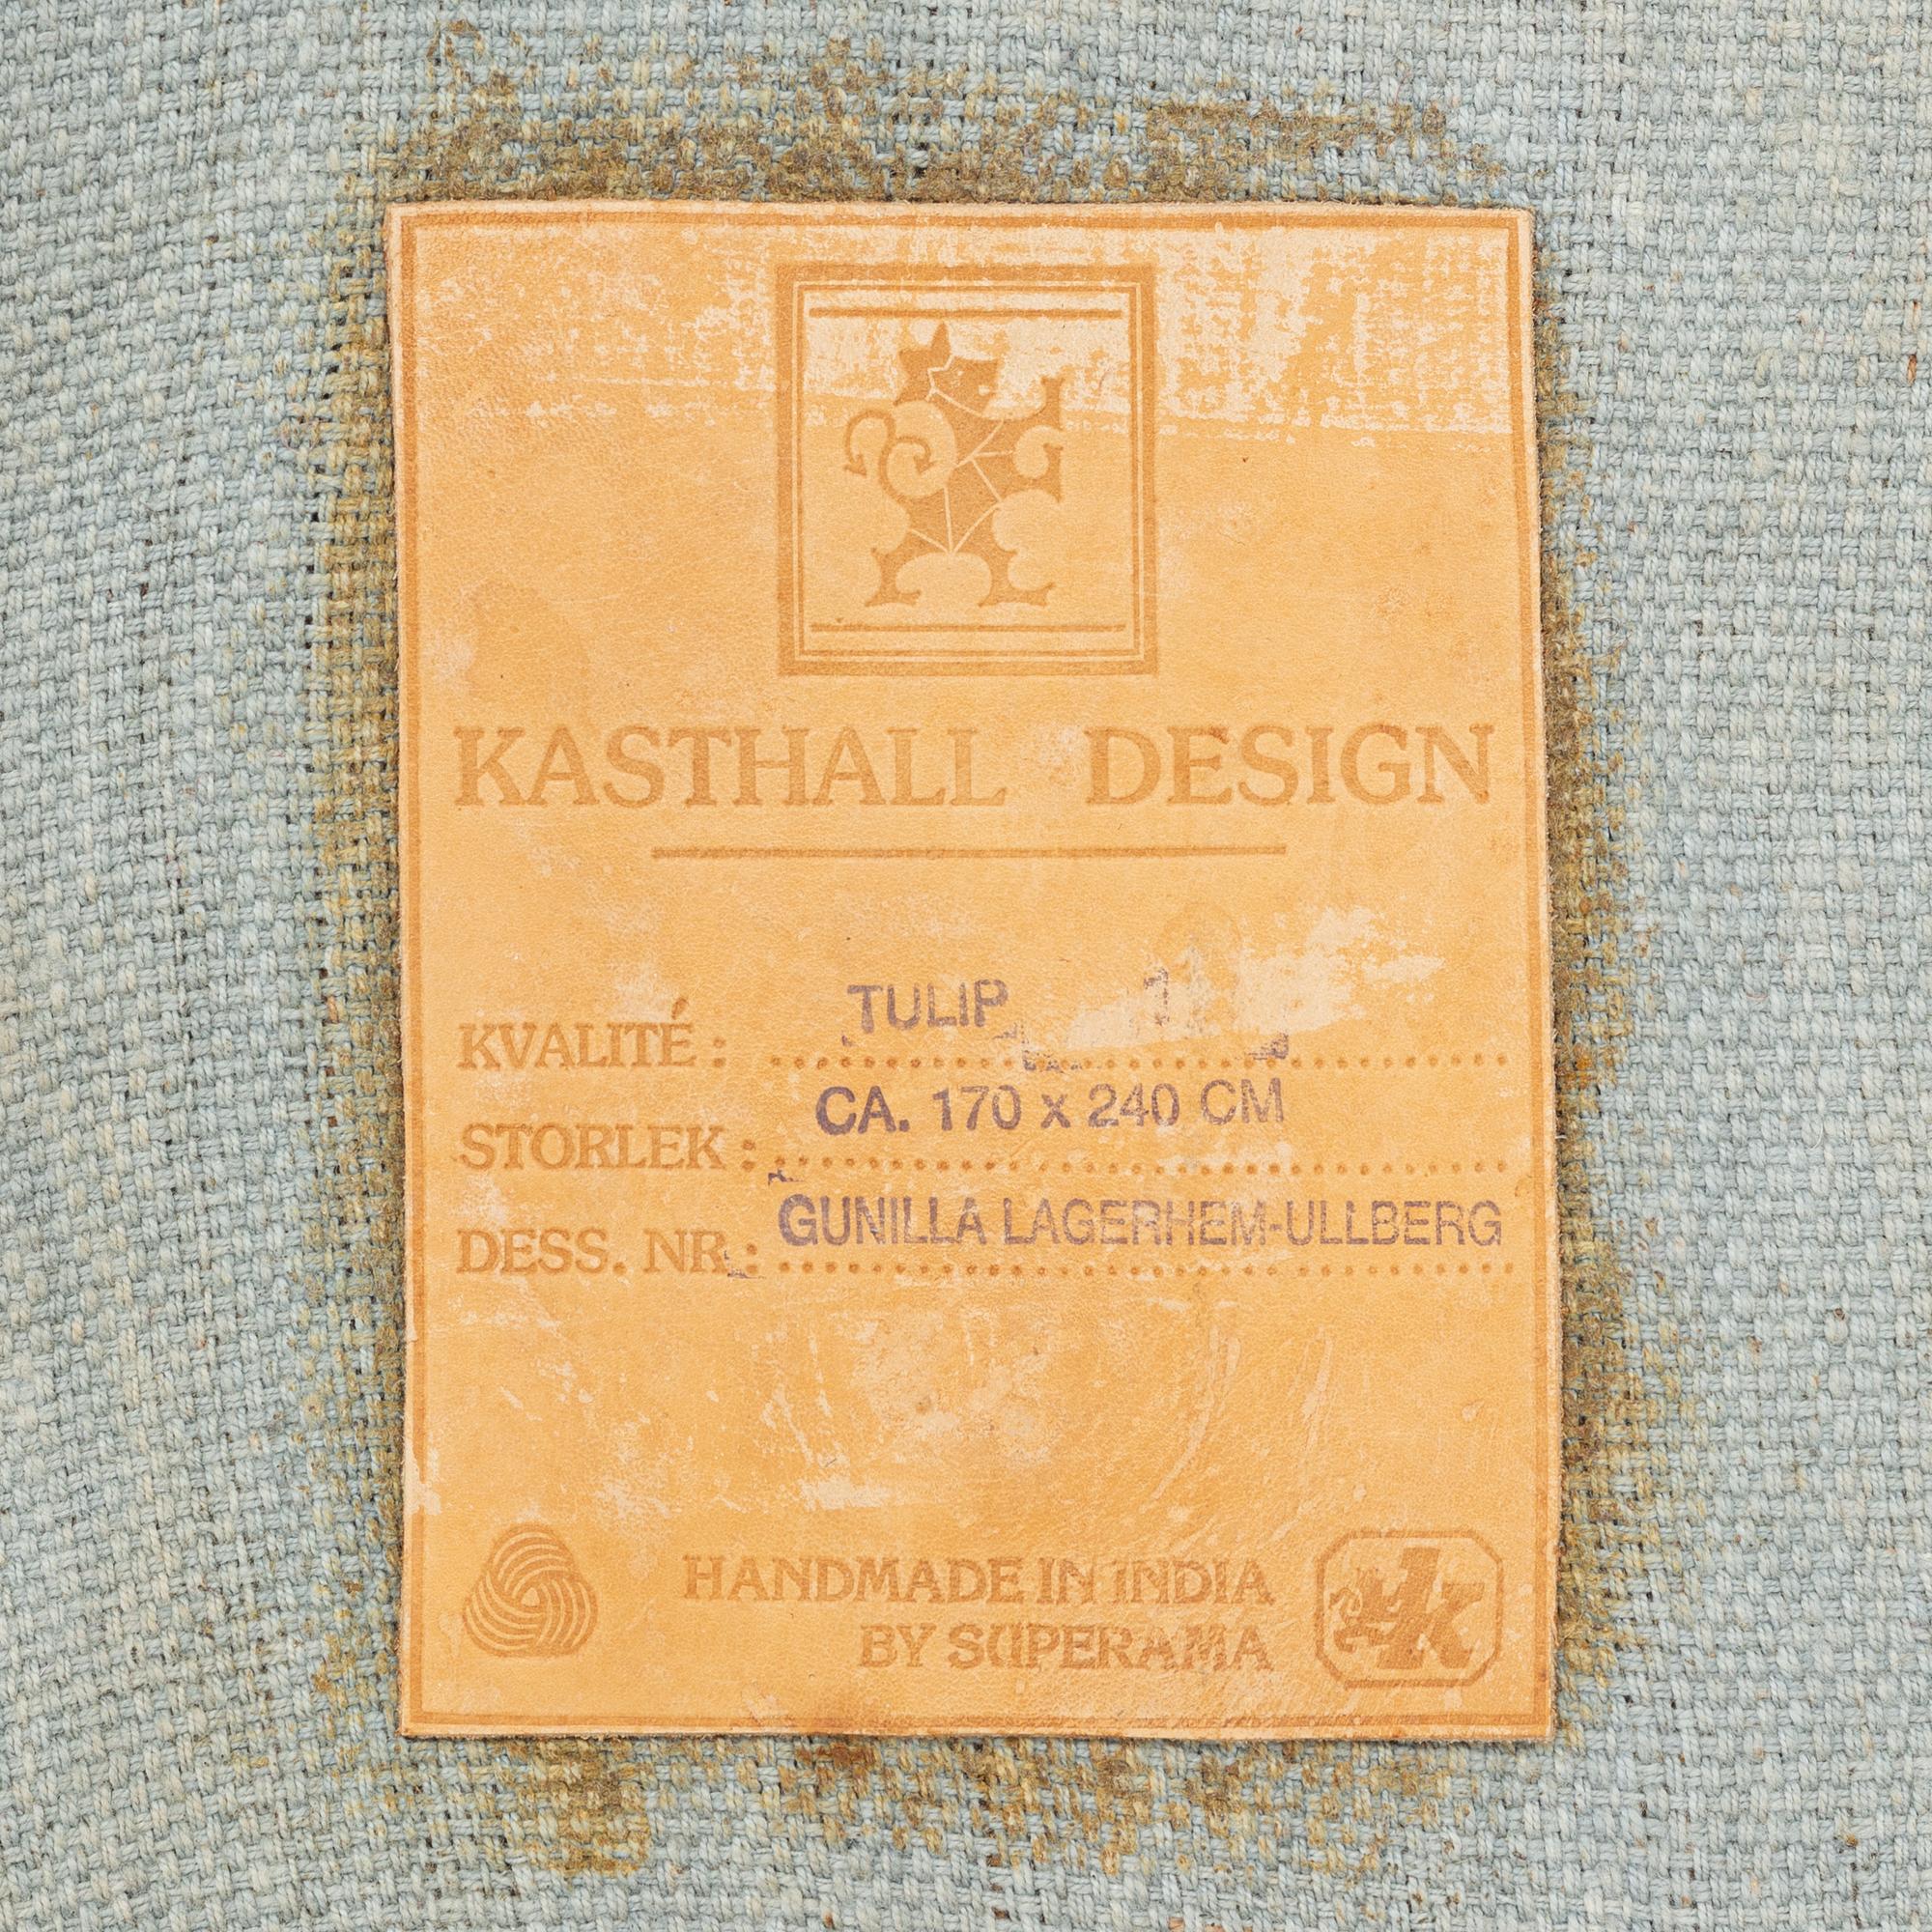 KASTHALL DESIGN
KVALITÉ : TULIP 1
STORLEK : CA. 170 x 240 CM
DESS. NR. : GUNILLA LAGERHEM-ULLBERG
HANDMADE IN INDIA
BY SUPERAMA
k